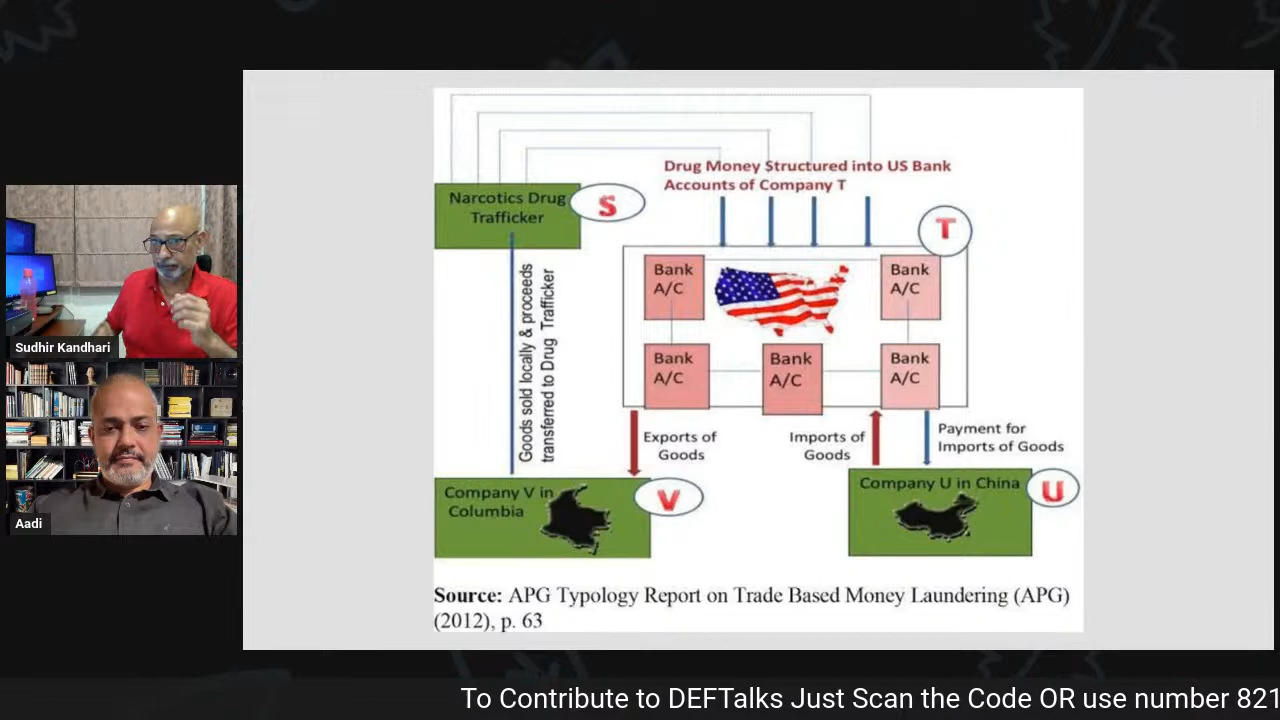 Drug Money Structured into US Bank
Accounts of Company T
Narcotics Drug
Trafficker
S
T
Bank
A/C
Bank
A/C
Goods sold locally & proceeds
transferred to Drug Trafficker
Bank
A/C
Bank
A/C
Bank
A/C
Exports of
Goods
Imports of
Goods
Payment for
Imports of Goods
Company V in
Columbia
V
Company U in China
U
Source: APG Typology Report on Trade Based Money Laundering (APG)
(2012), p. 63
Sudhir Kandhari
Aadi
To Contribute to DEFTalks Just Scan the Code OR use number 821